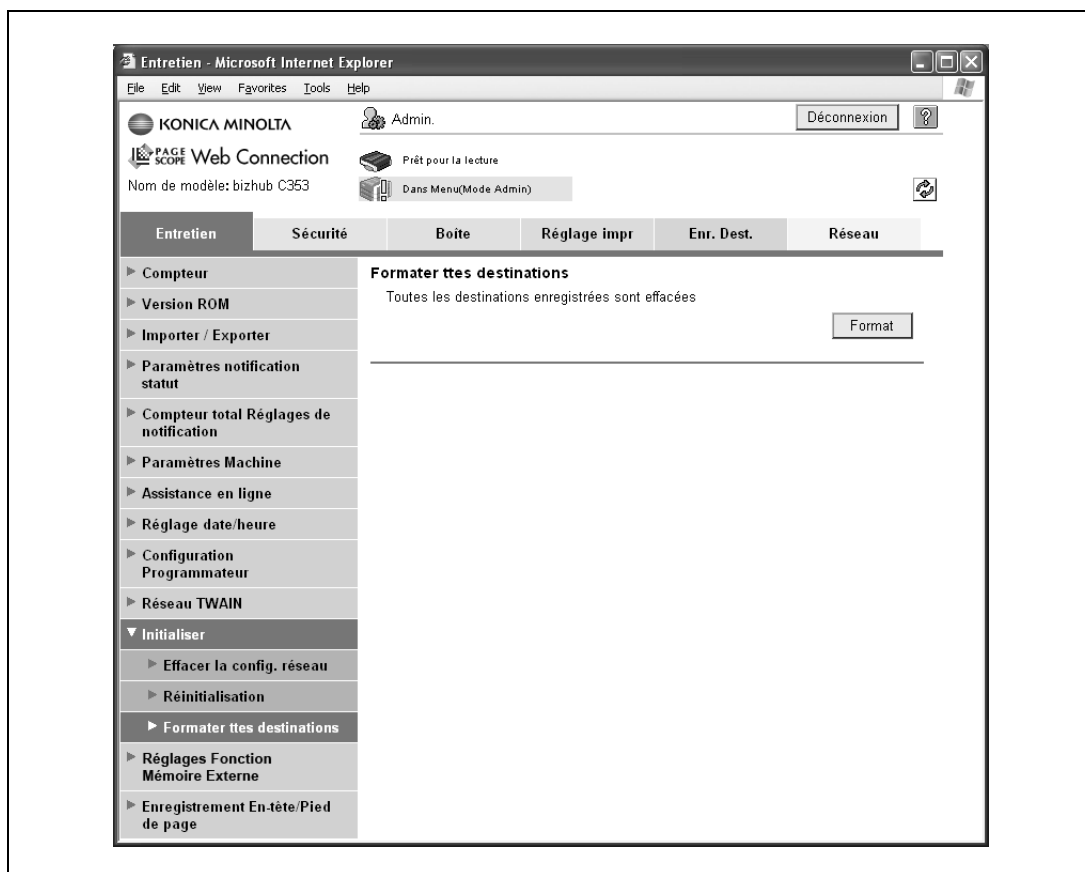 Entretien - Microsoft Internet Explorer
File Edit View Favorites Tools Help
KONICA MINOLTA
Admin.
Déconnexion
?
PAGE SCOPE Web Connection
Prêt pour la lecture
Nom de modèle: bizhub C353
Dans Menu(Mode Admin)
Entretien Sécurité Boîte Réglage impr Enr. Dest. Réseau
Compteur
Version ROM
Importer / Exporter
Paramètres notification
statut
Compteur total Réglages de
notification
Paramètres Machine
Assistance en ligne
Réglage date/heure
Configuration
Programmateur
Réseau TWAIN
Initialiser
Effacer la config. réseau
Réinitialisation
Formater ttes destinations
Réglages Fonction
Mémoire Externe
Enregistrement En-tête/Pied
de page
Formater ttes destinations
Toutes les destinations enregistrées sont effacées
Format